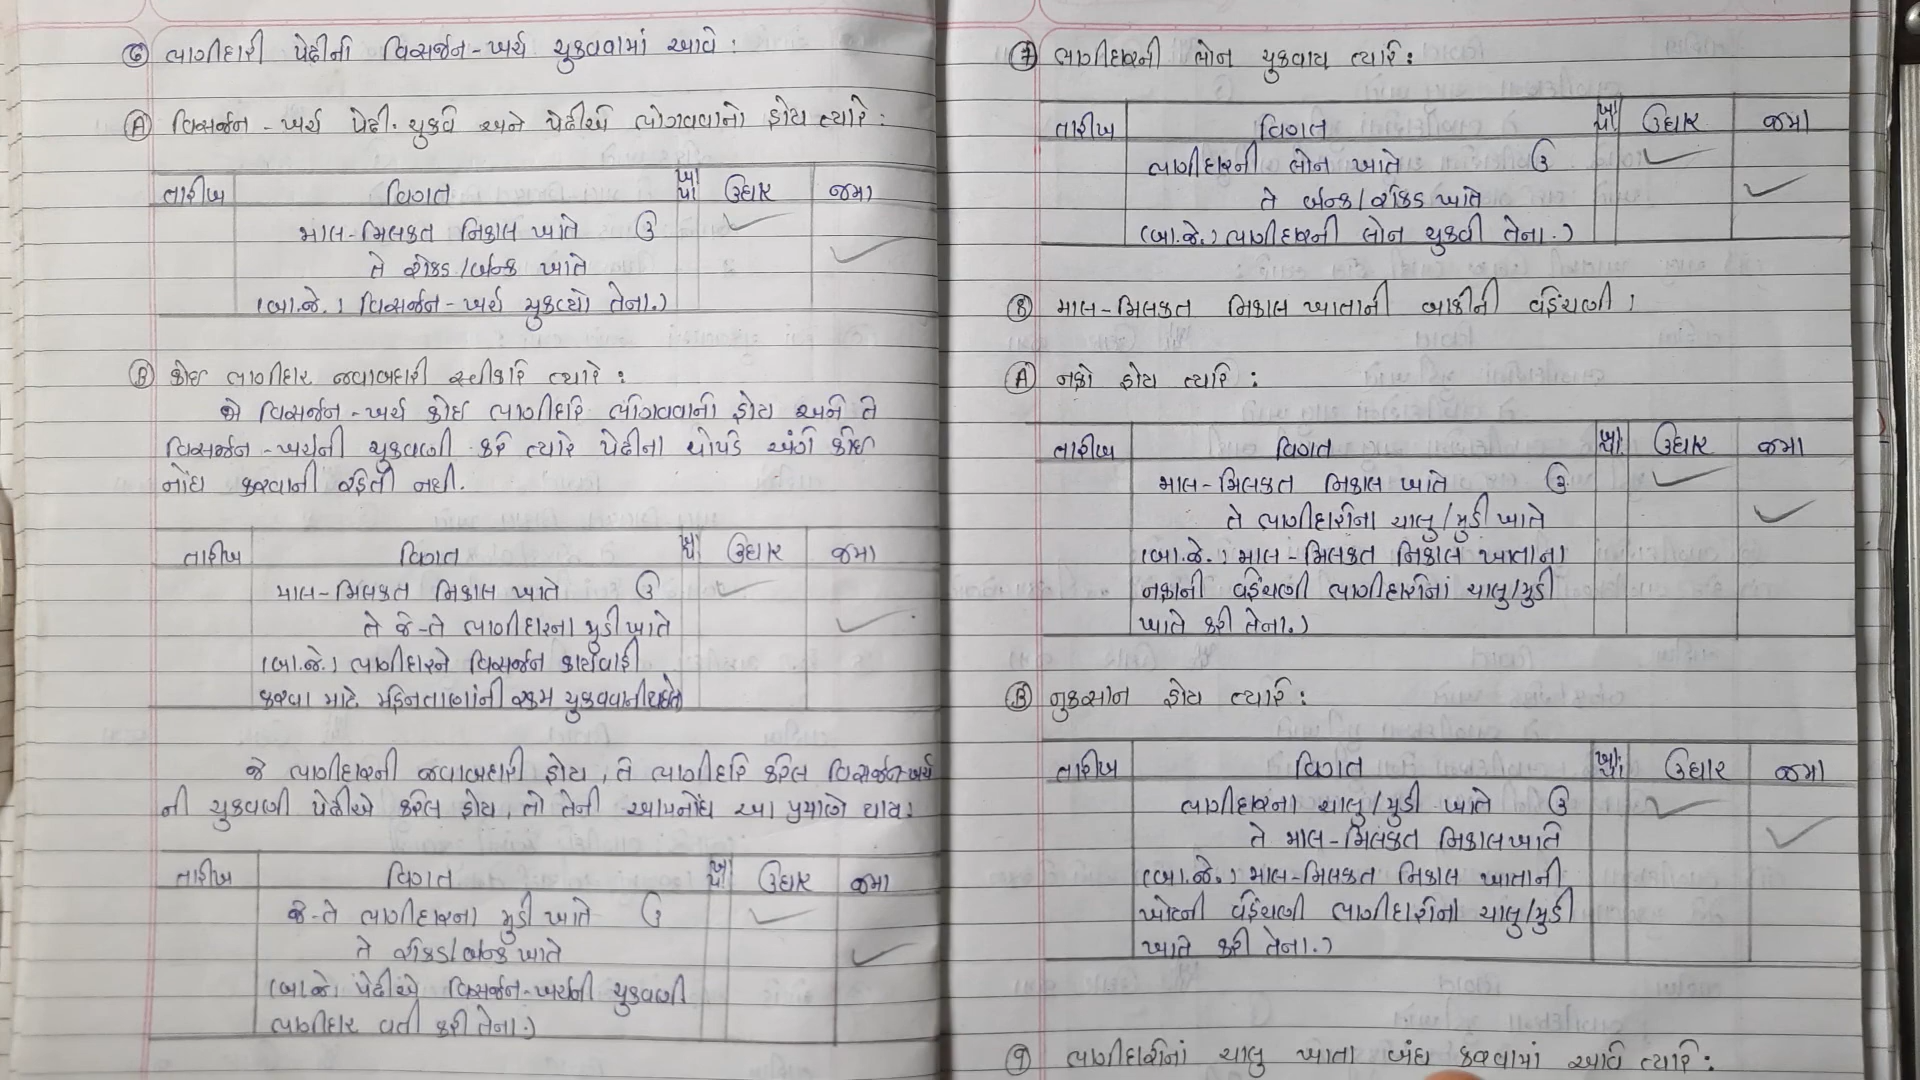 ⑥ ભાગીદારી પેઢીની વિસર્જન-ખર્ચ ચુકવવામાં આવે :
Ⓐ વિસર્જન-ખર્ચ પેઢી ચુકવે અને પેઢીએ ભોગવવાનો હોય ત્યારે :
તારીખ વિગત ખા.પા. ઉધાર જમા
માલ-મિલકત નિકાલ ખાતે ઉ ✓
તે રોકડ/બેન્ક ખાતે ✓
(બા.જે.: વિસર્જન-ખર્ચ ચુકવ્યો તેના.)
Ⓑ કોઈ ભાગીદાર જવાબદારી સ્વીકારે ત્યારે :
જો વિસર્જન-ખર્ચ કોઈ ભાગીદારે ભોગવવાની હોય અને તે
વિસર્જન-ખર્ચની ચુકવણી કરે ત્યારે પેઢીના ચોપડે અંગે કોઈ
નોંધ કરવાની રહેતી નથી.
તારીખ વિગત ખા.પા. ઉધાર જમા
માલ-મિલકત નિકાલ ખાતે ઉ ✓
તે જે-તે ભાગીદારના મુડી ખાતે ✓
(બા.જે.: ભાગીદારને વિસર્જન કાર્યવાહી
કરવા માટે મહેનતાણાંની રકમ ચુકવવાની
જે ભાગીદારની જવાબદારી હોય, તે ભાગીદારે કરેલ વિસર્જન-ખર્ચ
ની ચુકવણી પેઢીએ કરેલ હોય, તો તેની આમનોંધ આ પ્રમાણે થાય:
તારીખ વિગત ખા.પા. ઉધાર જમા
જે-તે ભાગીદારના મુડી ખાતે ઉ ✓
તે રોકડ/બેન્ક ખાતે ✓
(બા.જે: પેઢીએ વિસર્જન-ખર્ચની ચુકવણી
ભાગીદાર વતી કરી તેના.)
⑦ ભાગીદારની લોન ચુકવાય ત્યારે :
તારીખ વિગત ખા.પા. ઉધાર જમા
ભાગીદારની લોન ખાતે ઉ ✓
તે બેન્ક/રોકડ ખાતે ✓
(બા.જે.: ભાગીદારની લોન ચુકવી તેના.)
⑧ માલ-મિલકત નિકાલ ખાતાની બાકીની વહેંચણી :
Ⓐ નફો હોય ત્યારે :
તારીખ વિગત ખા.પા. ઉધાર જમા
માલ-મિલકત નિકાલ ખાતે ઉ ✓
તે ભાગીદારોના ચાલુ/મુડી ખાતે ✓
(બા.જે.: માલ-મિલકત નિકાલ ખાતાના
નફાની વહેંચણી ભાગીદારોનાં ચાલુ/મુડી
ખાતે કરી તેના.)
Ⓑ નુકસાન હોય ત્યારે :
તારીખ વિગત ખા.પા. ઉધાર જમા
ભાગીદારના ચાલુ/મુડી ખાતે ઉ ✓
તે માલ-મિલકત નિકાલ ખાતે ✓
(બા.જે.: માલ-મિલકત નિકાલ ખાતાની
ખોટની વહેંચણી ભાગીદારોના ચાલુ/મુડી
ખાતે કરી તેના.)
⑨ ભાગીદારોનાં ચાલુ ખાતા બંધ કરવામાં આવે ત્યારે :